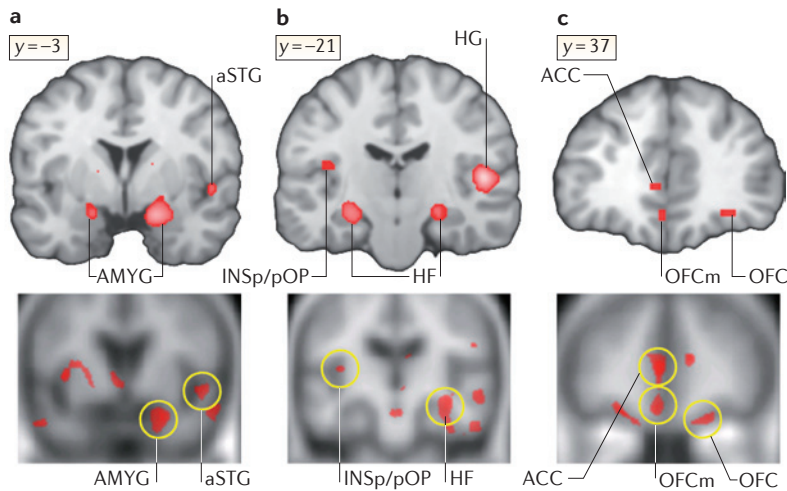 a
b
c
y = –3
y = –21
y = 37
HG
aSTG
ACC
AMYG
INSp/pOP
HF
OFCm
OFC
AMYG
aSTG
INSp/pOP
HF
ACC
OFCm
OFC